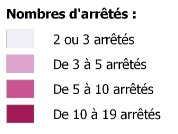 Nombres d'arrêtés :
2 ou 3 arrêtés
De 3 à 5 arrêtés
De 5 à 10 arrêtés
De 10 à 19 arrêtés